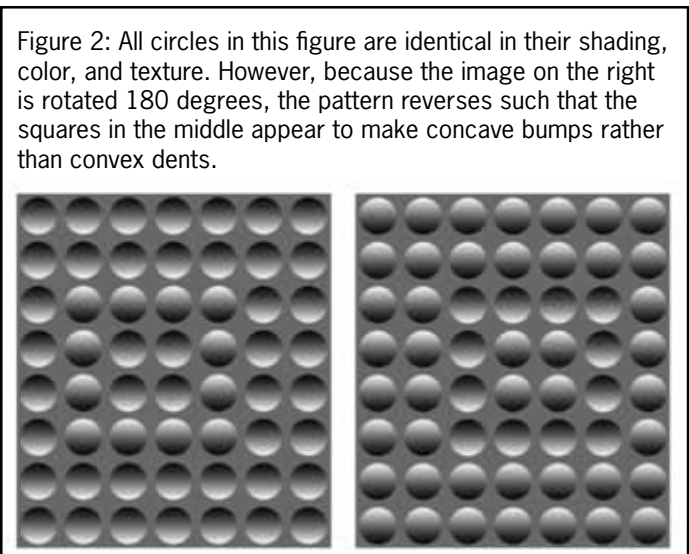 Figure 2: All circles in this figure are identical in their shading,
color, and texture. However, because the image on the right
is rotated 180 degrees, the pattern reverses such that the
squares in the middle appear to make concave bumps rather
than convex dents.